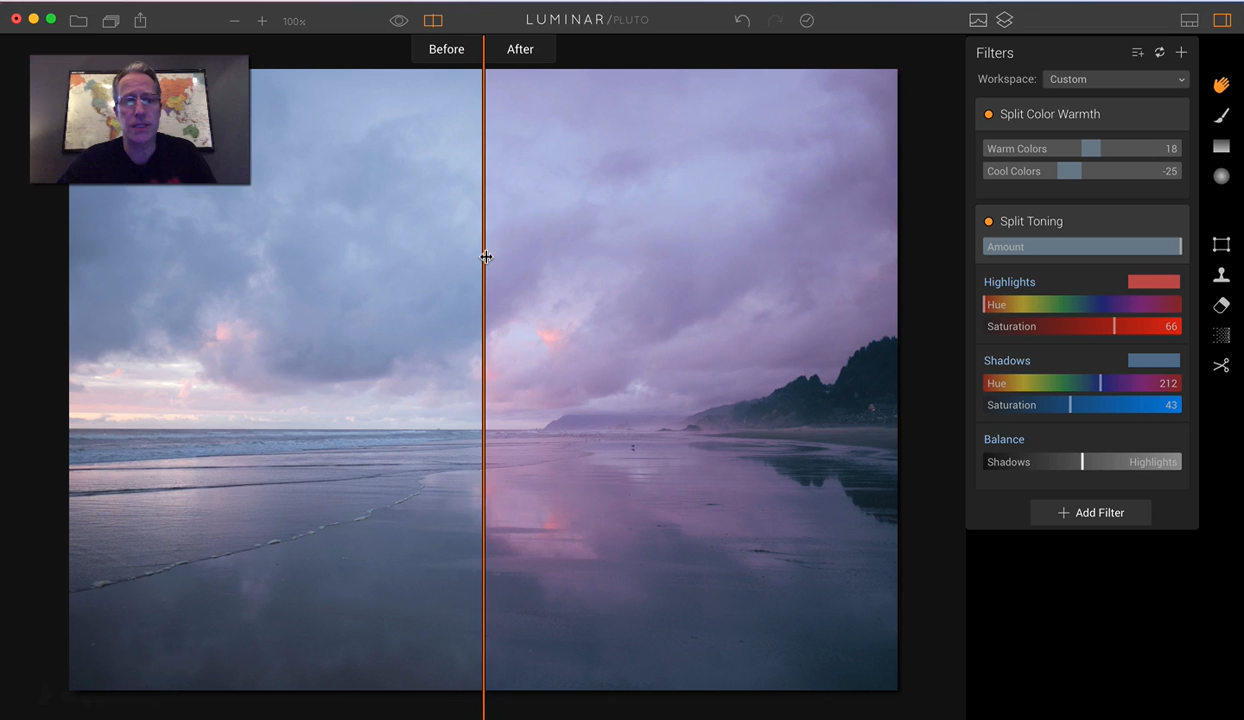 100%
LUMINAR/PLUTO
Before
After
Filters
Workspace: Custom
Split Color Warmth
Warm Colors 18
Cool Colors -25
Split Toning
Amount
Highlights
Hue
Saturation 66
Shadows
Hue 212
Saturation 43
Balance
Shadows Highlights
Add Filter